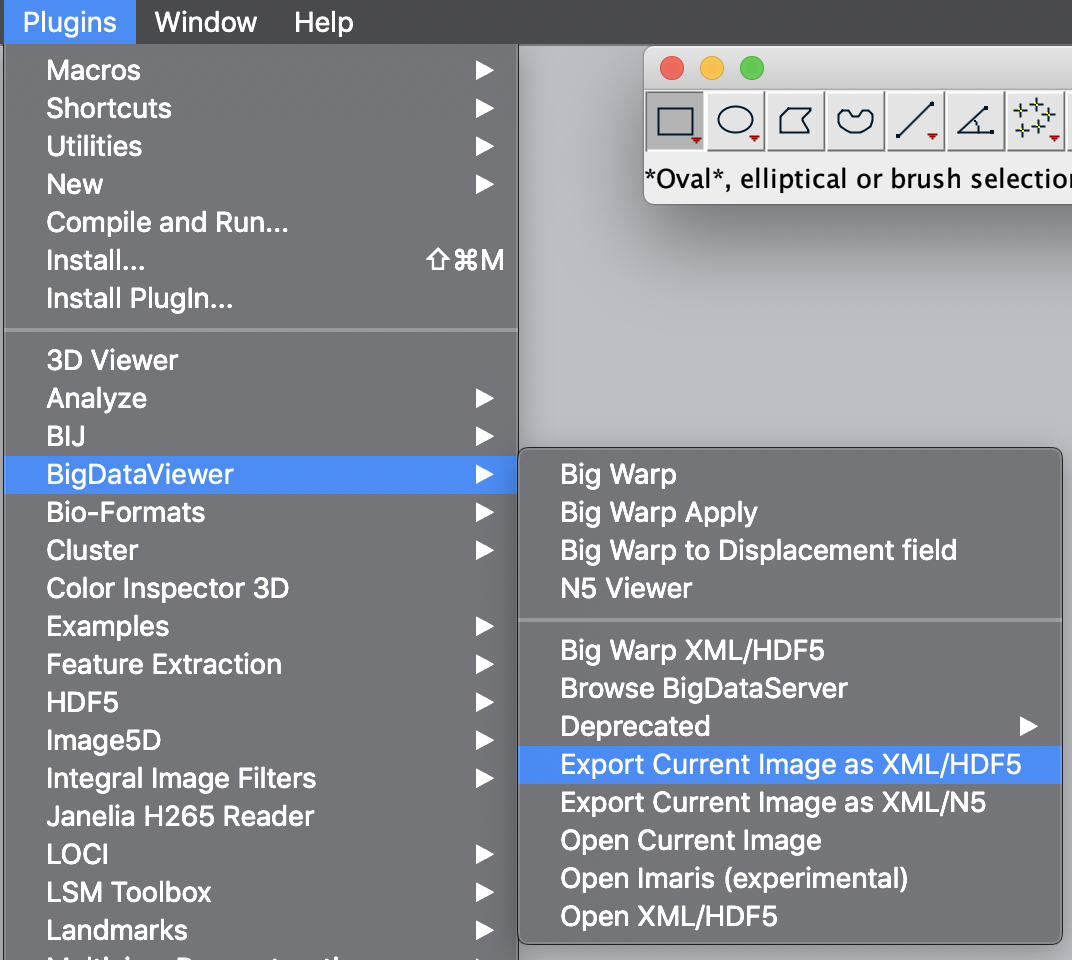 Plugins Window Help
Macros
Shortcuts
Utilities
New
Compile and Run...
Install... ⇧⌘M
Install PlugIn...
3D Viewer
Analyze
BIJ
BigDataViewer
Bio-Formats
Cluster
Color Inspector 3D
Examples
Feature Extraction
HDF5
Image5D
Integral Image Filters
Janelia H265 Reader
LOCI
LSM Toolbox
Landmarks
*Oval*, elliptical or brush selection
Big Warp
Big Warp Apply
Big Warp to Displacement field
N5 Viewer
Big Warp XML/HDF5
Browse BigDataServer
Deprecated
Export Current Image as XML/HDF5
Export Current Image as XML/N5
Open Current Image
Open Imaris (experimental)
Open XML/HDF5